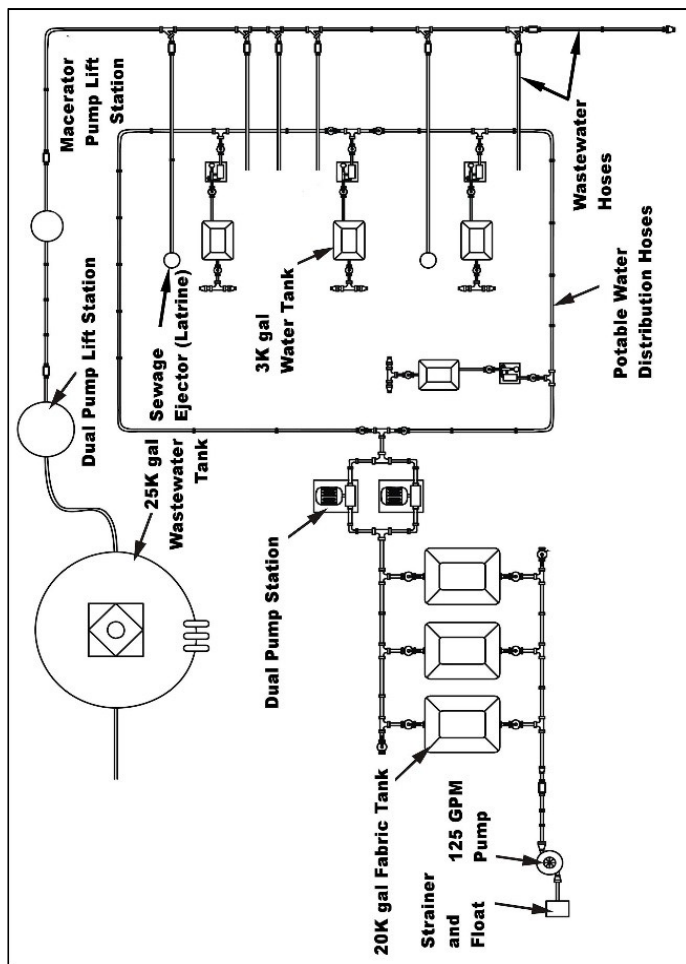 Macerator
Pump Lift
Station
Dual Pump Lift Station
25K gal
Wastewater
Tank
Sewage
Ejector (Latrine)
3K gal
Water Tank
Wastewater
Hoses
Potable Water
Distribution Hoses
Dual Pump Station
20K gal Fabric Tank
125 GPM
Pump
Strainer
and
Float